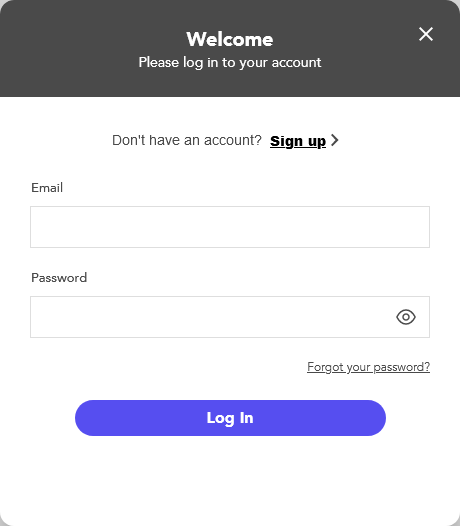 Welcome
Please log in to your account
Don't have an account? Sign up
Email
Password
Forgot your password?
Log In